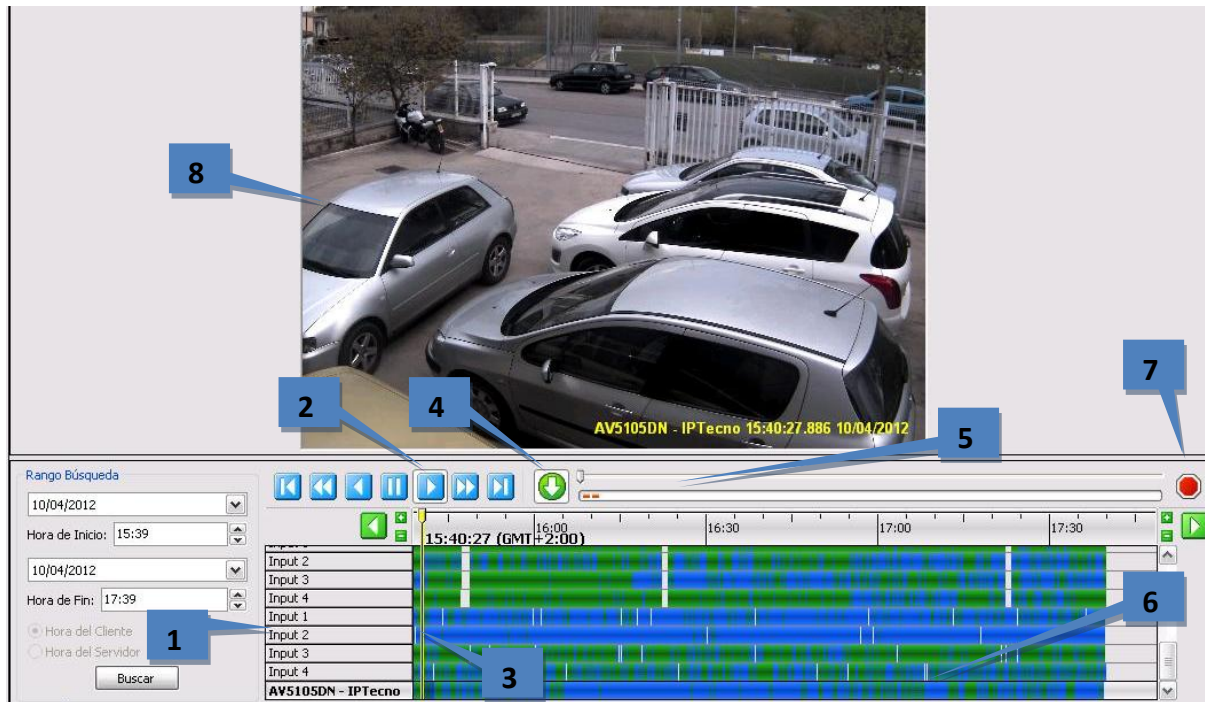 8
7
2
4
5
AV5105DN - IPTecno 15:40:27.886 10/04/2012
Rango Búsqueda
10/04/2012
Hora de Inicio: 15:39
10/04/2012
Hora de Fin: 17:39
Hora del Cliente
Hora del Servidor
Buscar
1
16:00
16:30
17:00
17:30
15:40:27 (GMT+2:00)
Input 2
Input 3
Input 4
Input 1
Input 2
Input 3
Input 4
AV5105DN - IPTecno
3
6